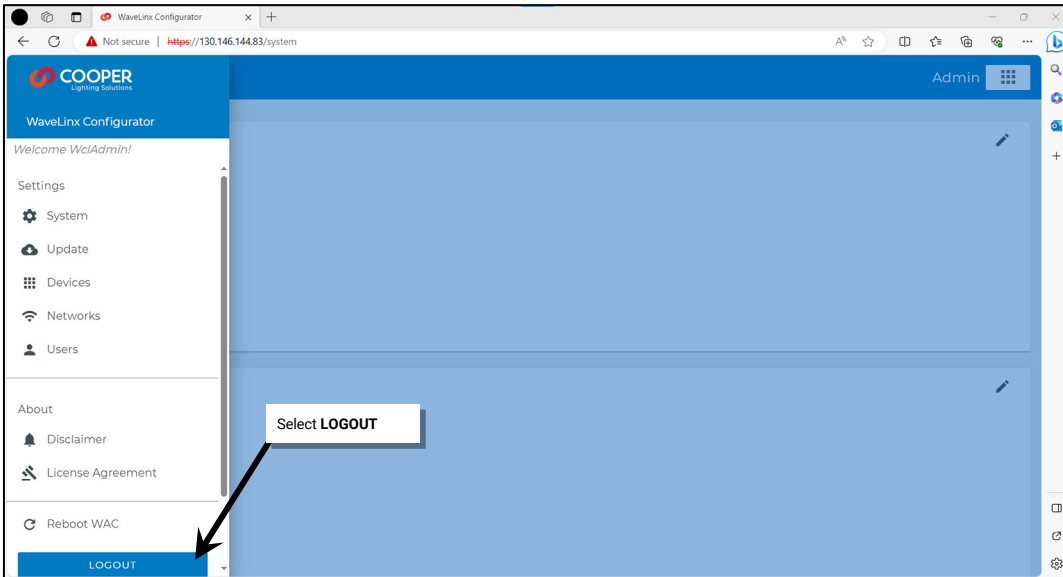 WaveLinx Configurator
Not secure | https://130.146.144.83/system
COOPER
Lighting Solutions
Admin
WaveLinx Configurator
Welcome WclAdmin!
Settings
System
Update
Devices
Networks
Users
About
Disclaimer
License Agreement
Reboot WAC
LOGOUT
Select LOGOUT